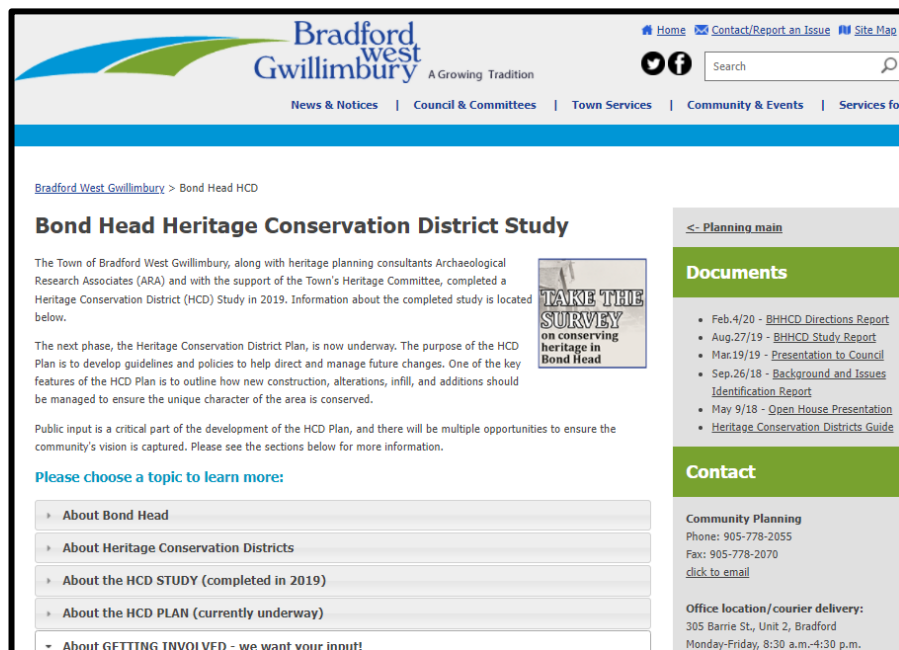 Bradford
west
Gwillimbury
A Growing Tradition
Home Contact/Report an Issue Site Map
Search
News & Notices | Council & Committees | Town Services | Community & Events | Services fo
Bradford West Gwillimbury > Bond Head HCD
Bond Head Heritage Conservation District Study
The Town of Bradford West Gwillimbury, along with heritage planning consultants Archaeological
Research Associates (ARA) and with the support of the Town's Heritage Committee, completed a
Heritage Conservation District (HCD) Study in 2019. Information about the completed study is located
below.
TAKE THE
SURVEY
on conserving
heritage in
Bond Head
The next phase, the Heritage Conservation District Plan, is now underway. The purpose of the HCD
Plan is to develop guidelines and policies to help direct and manage future changes. One of the key
features of the HCD Plan is to outline how new construction, alterations, infill, and additions should
be managed to ensure the unique character of the area is conserved.
Public input is a critical part of the development of the HCD Plan, and there will be multiple opportunities to ensure the
community's vision is captured. Please see the sections below for more information.
Please choose a topic to learn more:
About Bond Head
About Heritage Conservation Districts
About the HCD STUDY (completed in 2019)
About the HCD PLAN (currently underway)
About GETTING INVOLVED - we want your input!
<- Planning main
Documents
• Feb.4/20 - BHHCD Directions Report
• Aug.27/19 - BHHCD Study Report
• Mar.19/19 - Presentation to Council
• Sep.26/18 - Background and Issues
Identification Report
• May 9/18 - Open House Presentation
• Heritage Conservation Districts Guide
Contact
Community Planning
Phone: 905-778-2055
Fax: 905-778-2070
click to email
Office location/courier delivery:
305 Barrie St., Unit 2, Bradford
Monday-Friday, 8:30 a.m.-4:30 p.m.